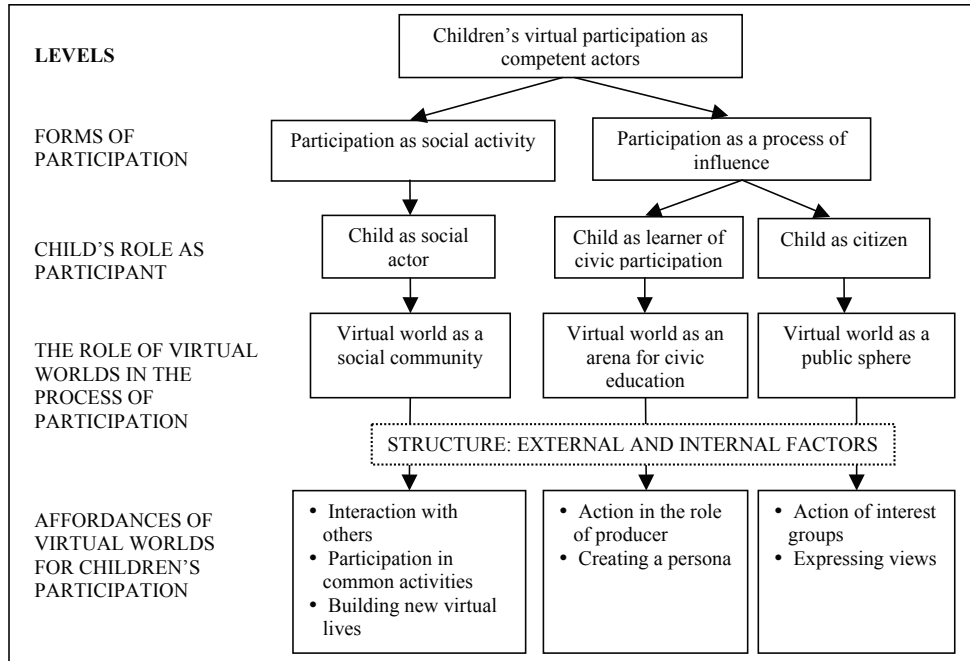 Children’s virtual participation as
competent actors
LEVELS
FORMS OF
PARTICIPATION
Participation as social activity
Participation as a process of
influence
CHILD’S ROLE AS
PARTICIPANT
Child as social
actor
Child as learner of
civic participation
Child as citizen
THE ROLE OF VIRTUAL
WORLDS IN THE
PROCESS OF
PARTICIPATION
Virtual world as a
social community
Virtual world as an
arena for civic
education
Virtual world as a
public sphere
STRUCTURE: EXTERNAL AND INTERNAL FACTORS
AFFORDANCES OF
VIRTUAL WORLDS
FOR CHILDREN’S
PARTICIPATION
• Interaction with
others
• Participation in
common activities
• Building new virtual
lives
• Action in the role
of producer
• Creating a persona
• Action of interest
groups
• Expressing views